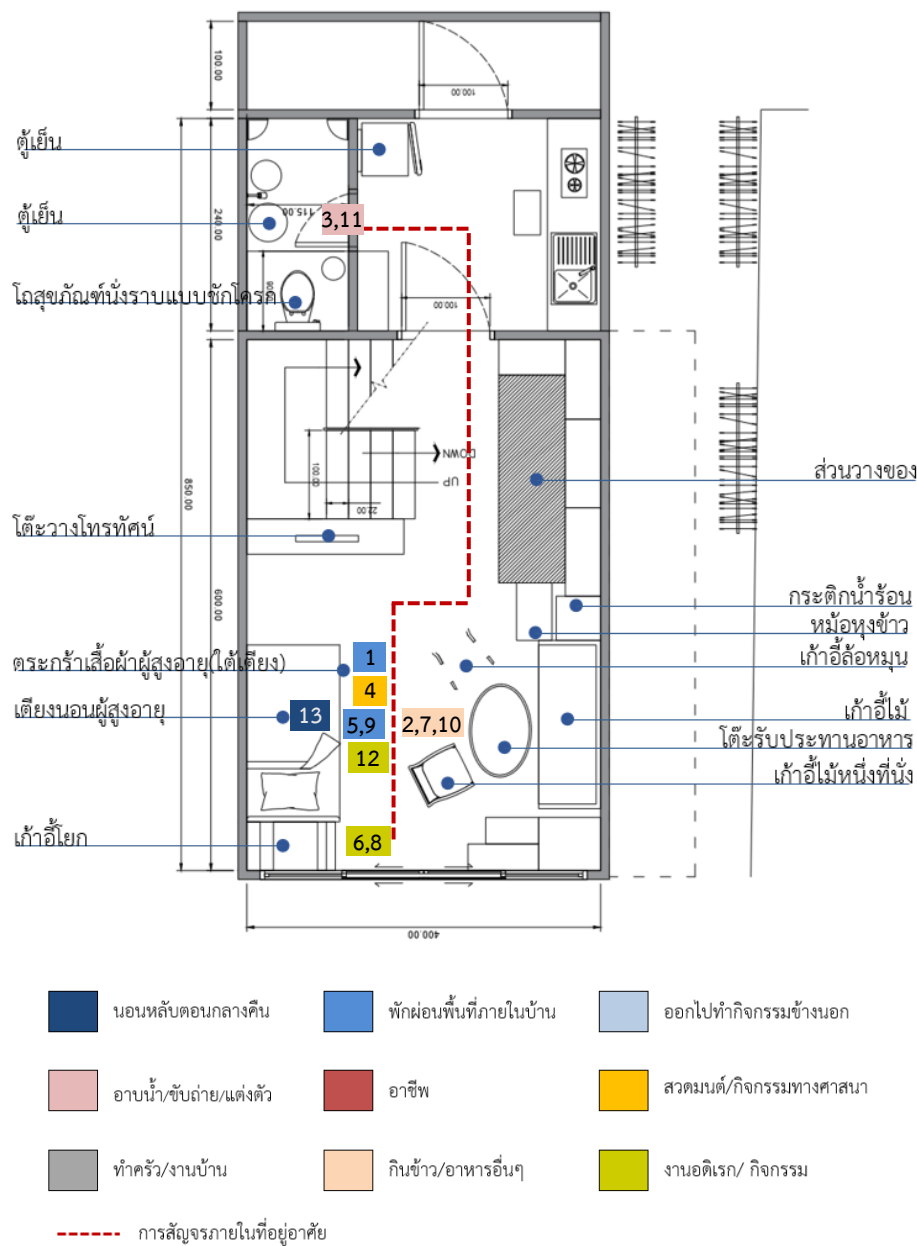 100.00
100.00
ตู้เย็น
115.00
ตู้เย็น
240.00
3,11
โถสุขภัณฑ์นั่งราบแบบชักโครก
90.00
100.00
DOWN
UP
ส่วนวางของ
100.00
22.00
850.00
โต๊ะวางโทรทัศน์
600.00
กระติกน้ำร้อน
หม้อหุงข้าว
1
ตระกร้าเสื้อผ้าผู้สูงอายุ(ใต้เตียง)
เก้าอี้ล้อหมุน
4
เตียงนอนผู้สูงอายุ
13
5,9
2,7,10
เก้าอี้ไม้
โต๊ะรับประทานอาหาร
12
เก้าอี้ไม้หนึ่งที่นั่ง
เก้าอี้โยก
6,8
400.00
นอนหลับตอนกลางคืน
พักผ่อนพื้นที่ภายในบ้าน
ออกไปทำกิจกรรมข้างนอก
อาบน้ำ/ขับถ่าย/แต่งตัว
อาชีพ
สวดมนต์/กิจกรรมทางศาสนา
ทำครัว/งานบ้าน
กินข้าว/อาหารอื่นๆ
งานอดิเรก/ กิจกรรม
การสัญจรภายในที่อยู่อาศัย